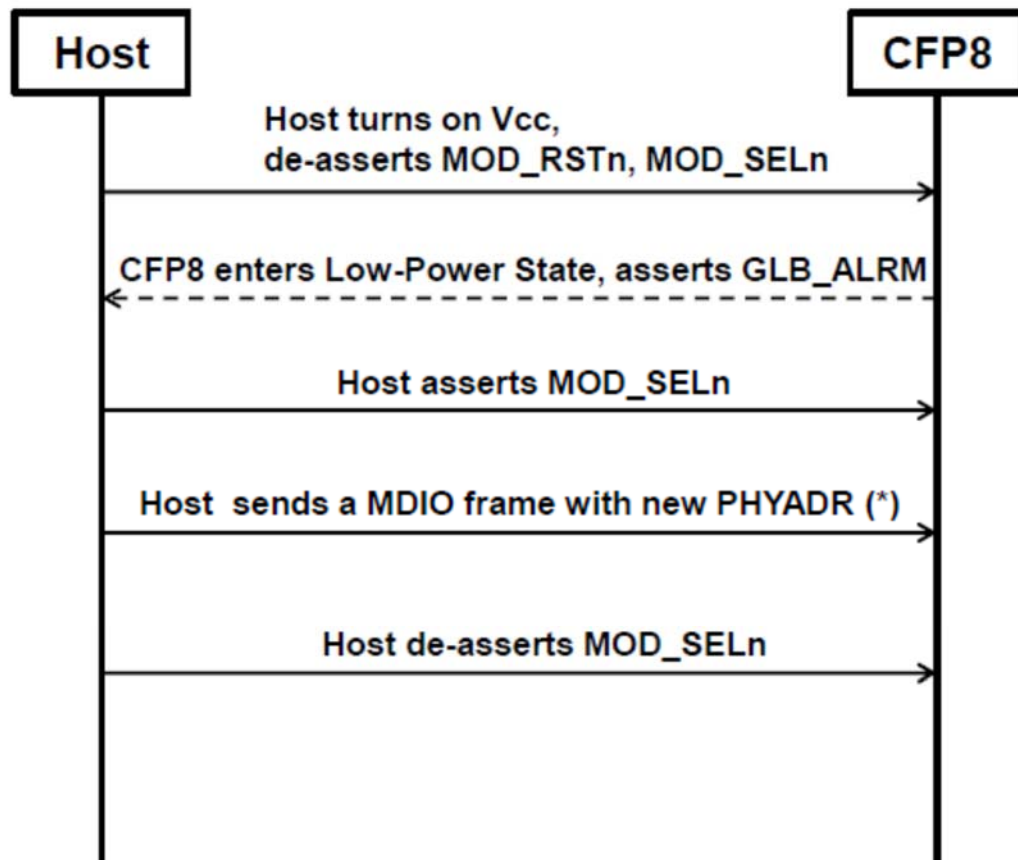 Host
CFP8
Host turns on Vcc,
de-asserts MOD_RSTn, MOD_SELn
CFP8 enters Low-Power State, asserts GLB_ALRM
Host asserts MOD_SELn
Host sends a MDIO frame with new PHYADR (*)
Host de-asserts MOD_SELn